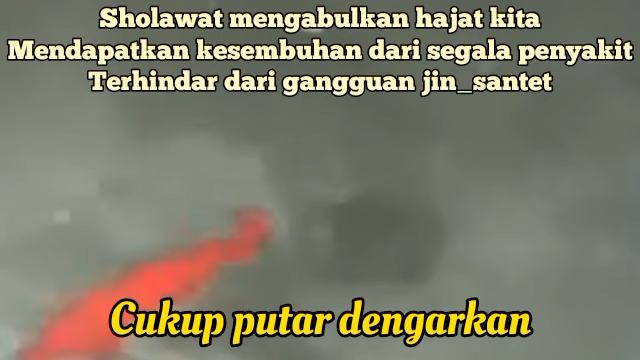 Sholawat mengabulkan hajat kita
Mendapatkan kesembuhan dari segala penyakit
Terhindar dari gangguan jin_santet
Cukup putar dengarkan